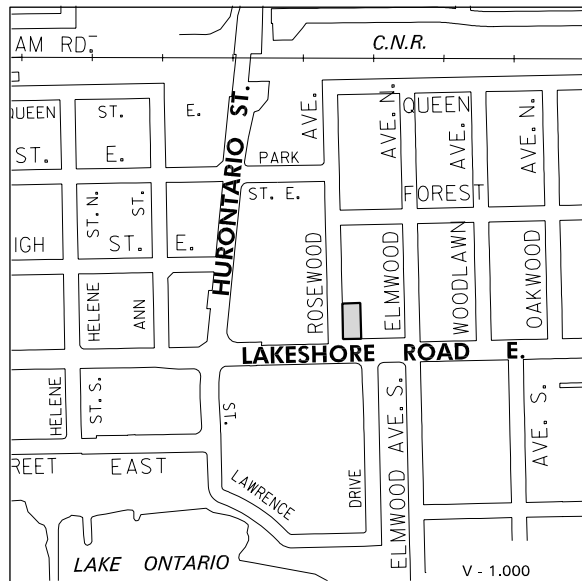 AM RD.
C.N.R.
QUEEN ST. E.
QUEEN
ST. E.
PARK
ST. E.
FOREST
IGH ST. E.
HURONTARIO ST.
ST. N.
ST.
HELENE
ANN
ROSEWOOD AVE.
ELMWOOD AVE. N.
WOODLAWN AVE.
OAKWOOD AVE. N.
LAKESHORE ROAD E.
HELENE ST. S.
ST.
REET EAST
LAWRENCE DRIVE
ELMWOOD AVE. S.
AVE. S.
LAKE ONTARIO
V - 1.000